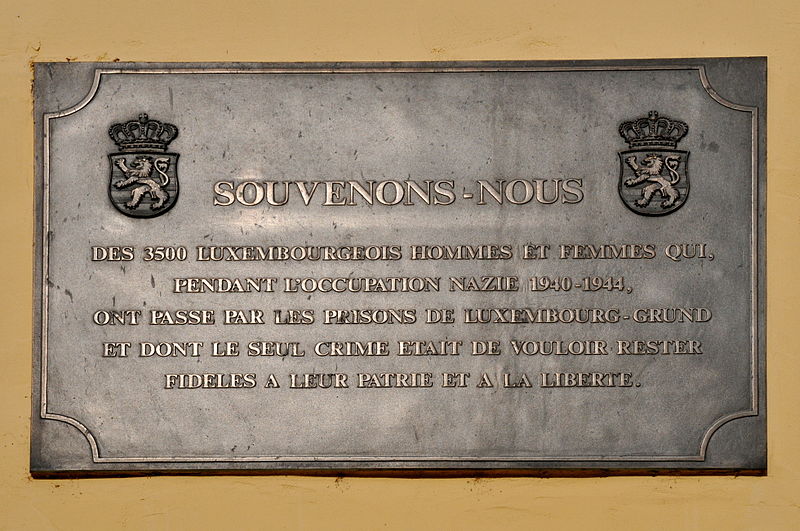 SOUVENONS-NOUS
DES 3500 LUXEMBOURGEOIS HOMMES ET FEMMES QUI,
PENDANT L'OCCUPATION NAZIE 1940-1944,
ONT PASSE PAR LES PRISONS DE LUXEMBOURG-GRUND
ET DONT LE SEUL CRIME ETAIT DE VOULOIR RESTER
FIDELES A LEUR PATRIE ET A LA LIBERTE.